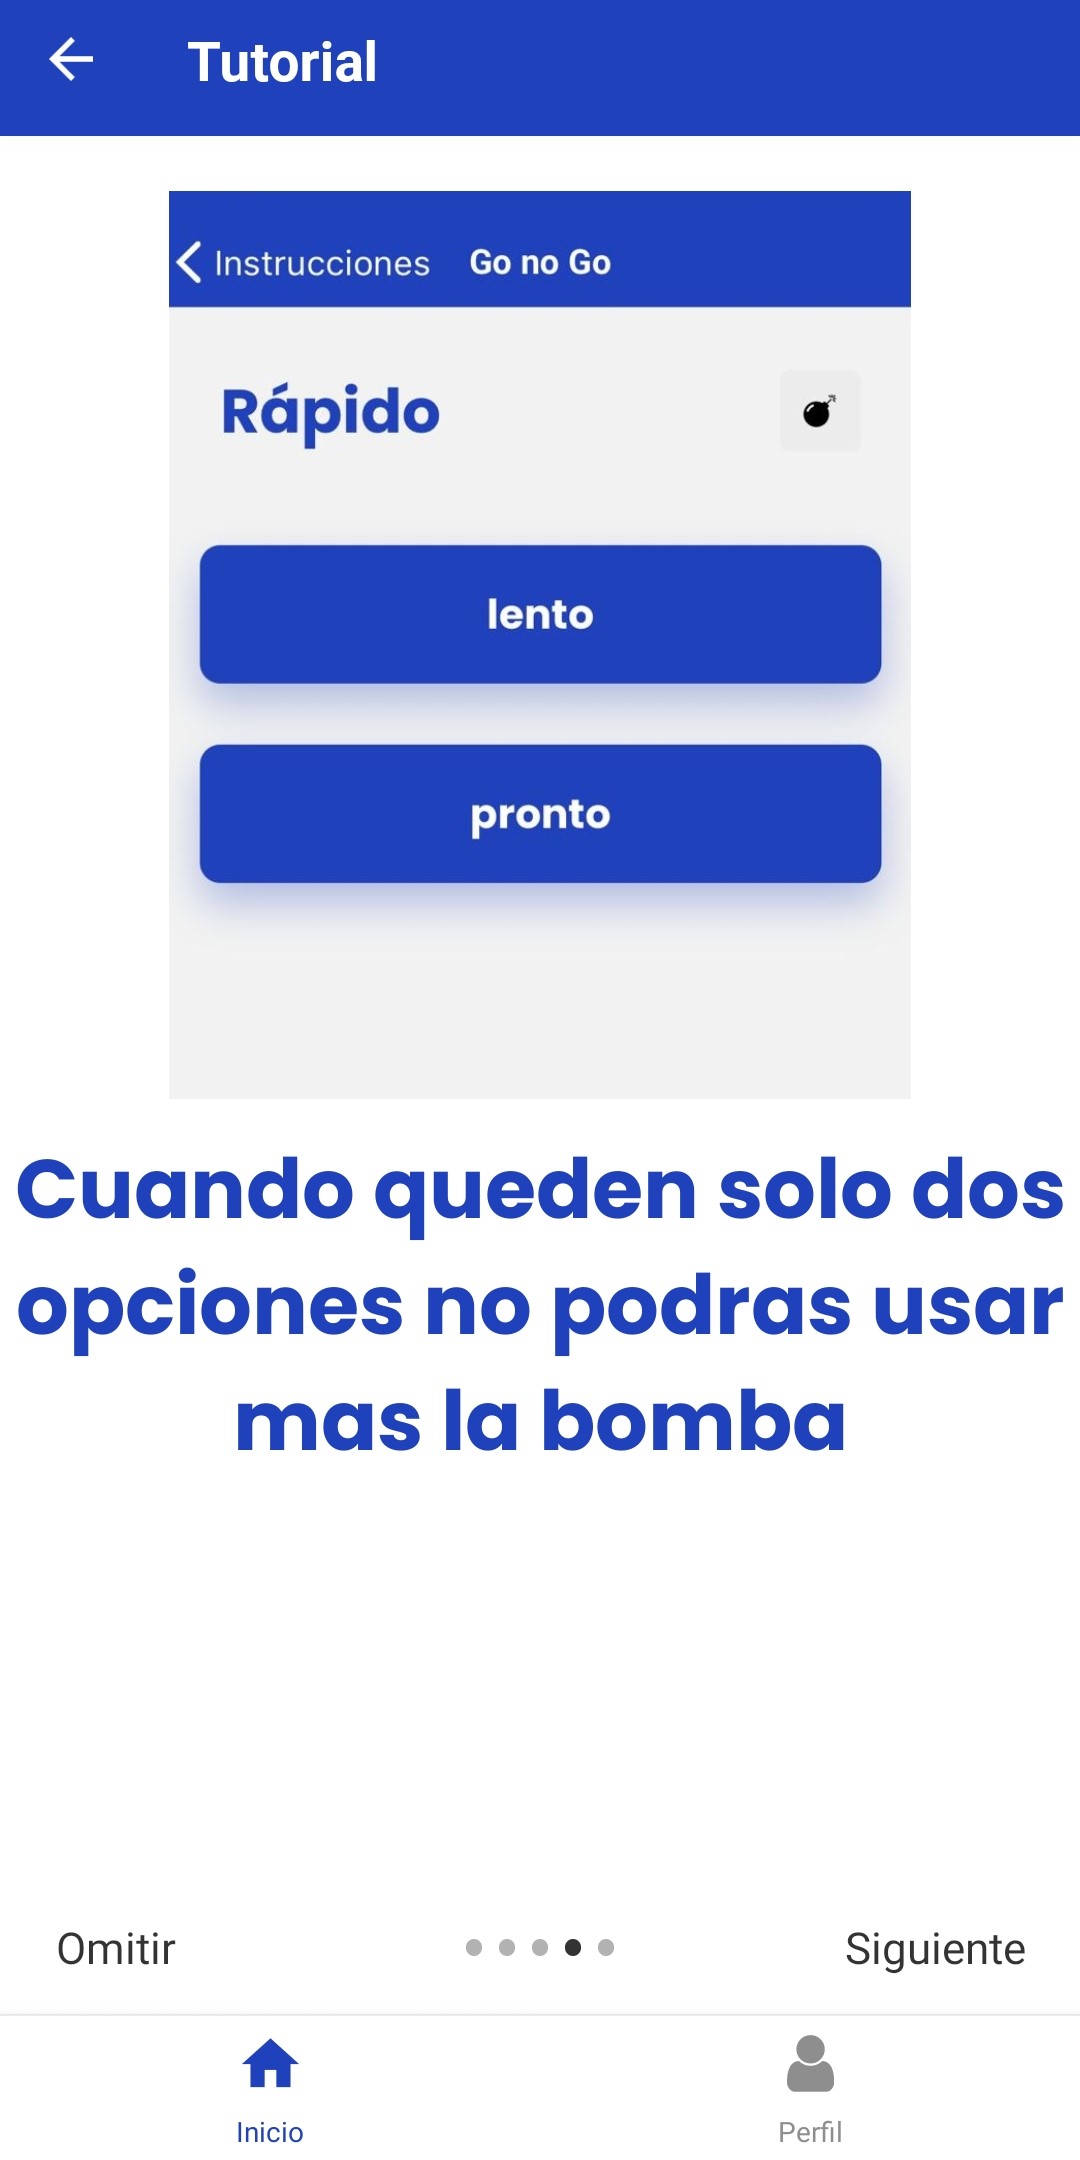 Tutorial
Instrucciones Go no Go
Rápido
lento
pronto
Cuando queden solo dos
opciones no podras usar
mas la bomba
Omitir Siguiente
Inicio Perfil